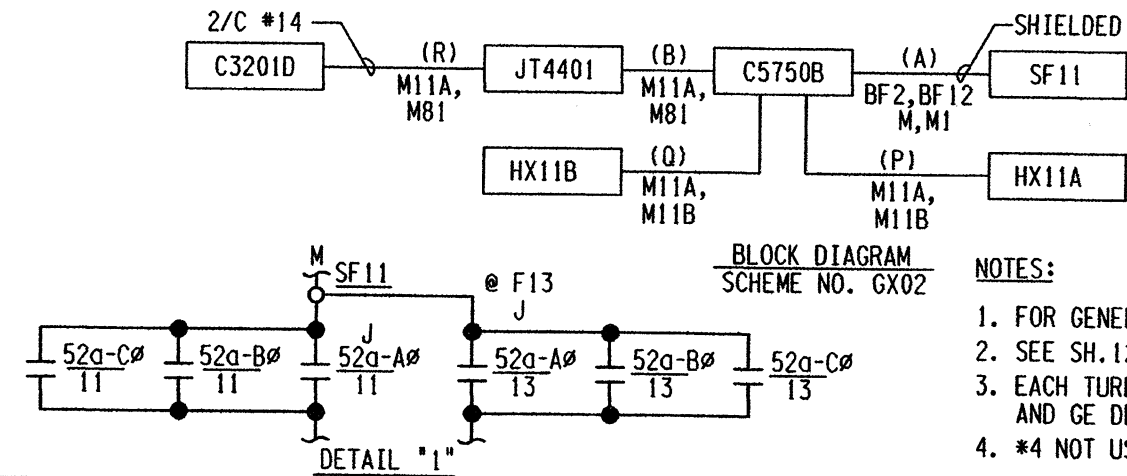 2/C #14
SHIELDED
C3201D
(R)
M11A,
M81
JT4401
(B)
M11A,
M81
C5750B
(A)
BF2,BF12
M,M1
SF11
HX11B
(Q)
M11A,
M11B
(P)
M11A,
M11B
HX11A
BLOCK DIAGRAM
SCHEME NO. GX02
M
SF11
@ F13
J
J
52a-CØ
11
52a-BØ
11
52a-AØ
11
52a-AØ
13
52a-BØ
13
52a-CØ
13
DETAIL "1"
NOTES:
1. FOR
2. SEE SH.
3. EACH
AND GE
4. *4 NOT